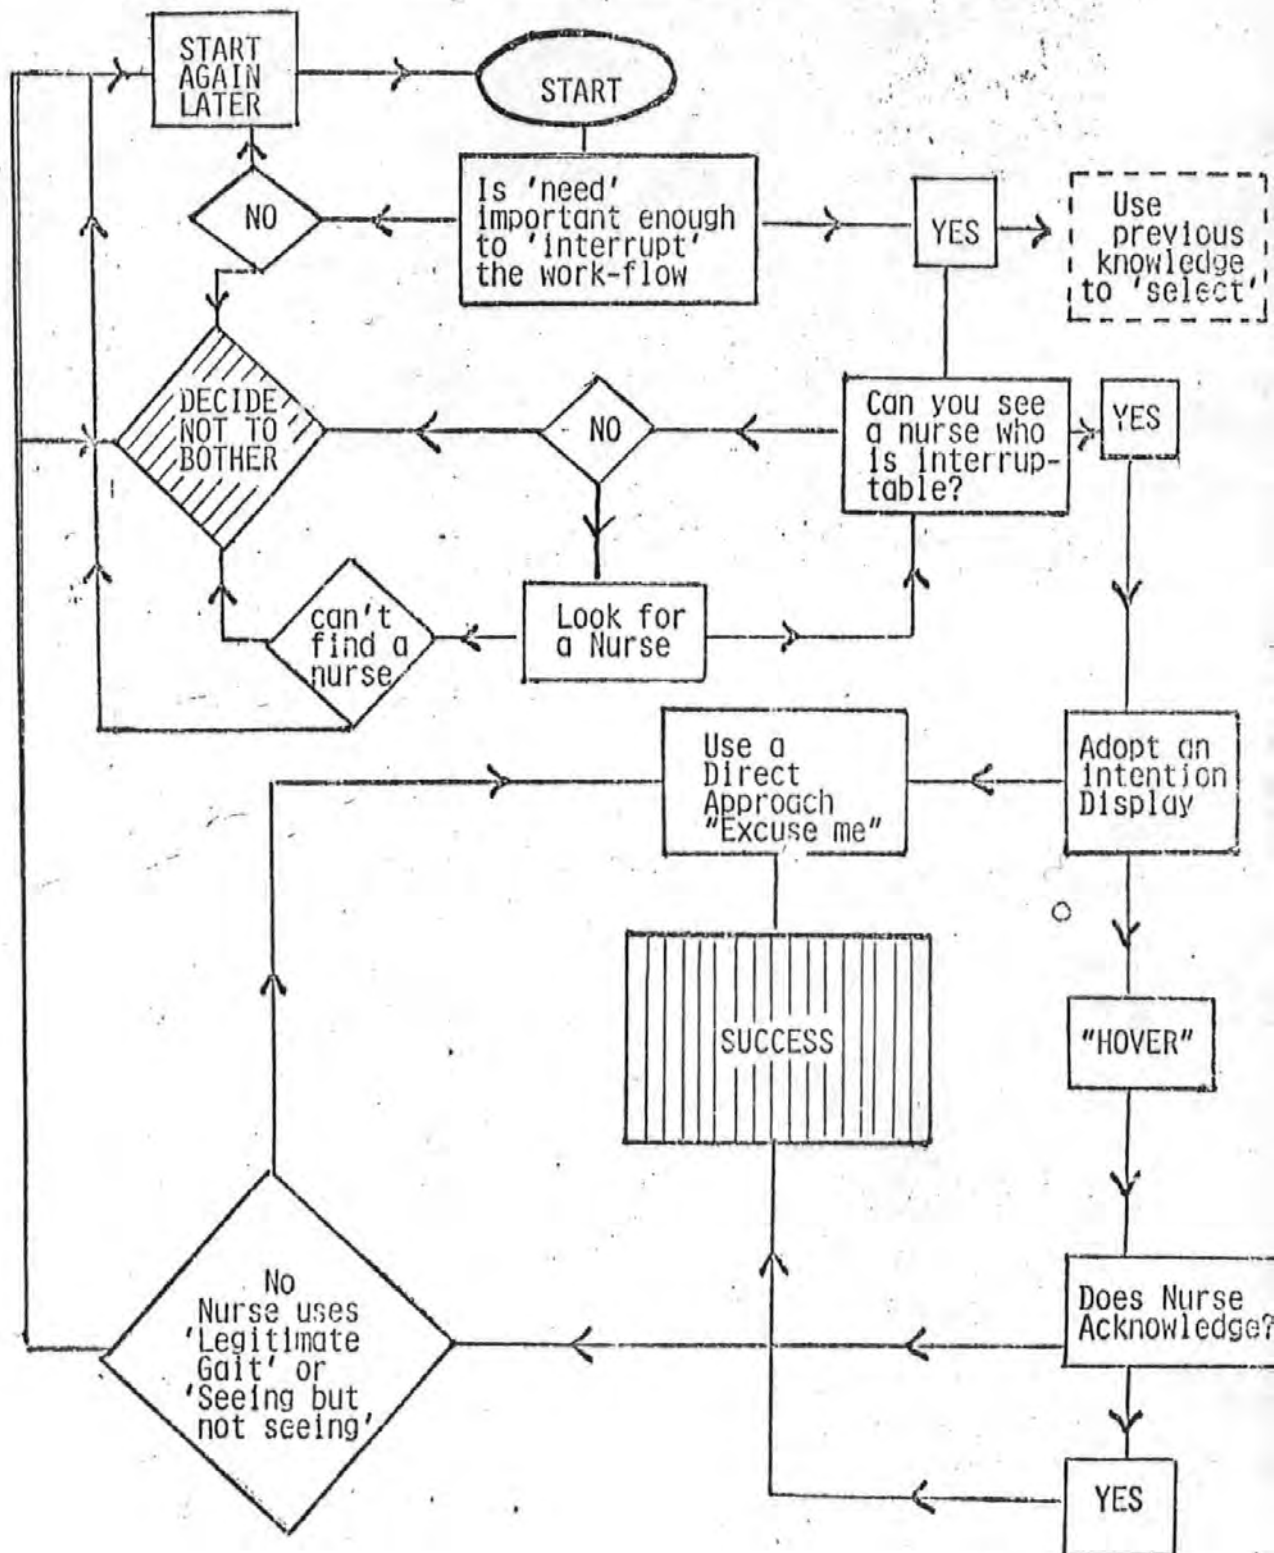 START
AGAIN
LATER
START
Is 'need'
important enough
to 'interrupt'
the work-flow
NO
YES
Use
previous
knowledge
to 'select'
DECIDE
NOT TO
BOTHER
NO
Can you see
a nurse who
is interrup-
table?
YES
can't
find a
nurse
Look for
a Nurse
Use a
Direct
Approach
"Excuse me"
Adopt an
intention
Display
SUCCESS
"HOVER"
No
Nurse uses
'Legitimate
Gait' or
'Seeing but
not seeing'
Does Nurse
Acknowledge?
YES